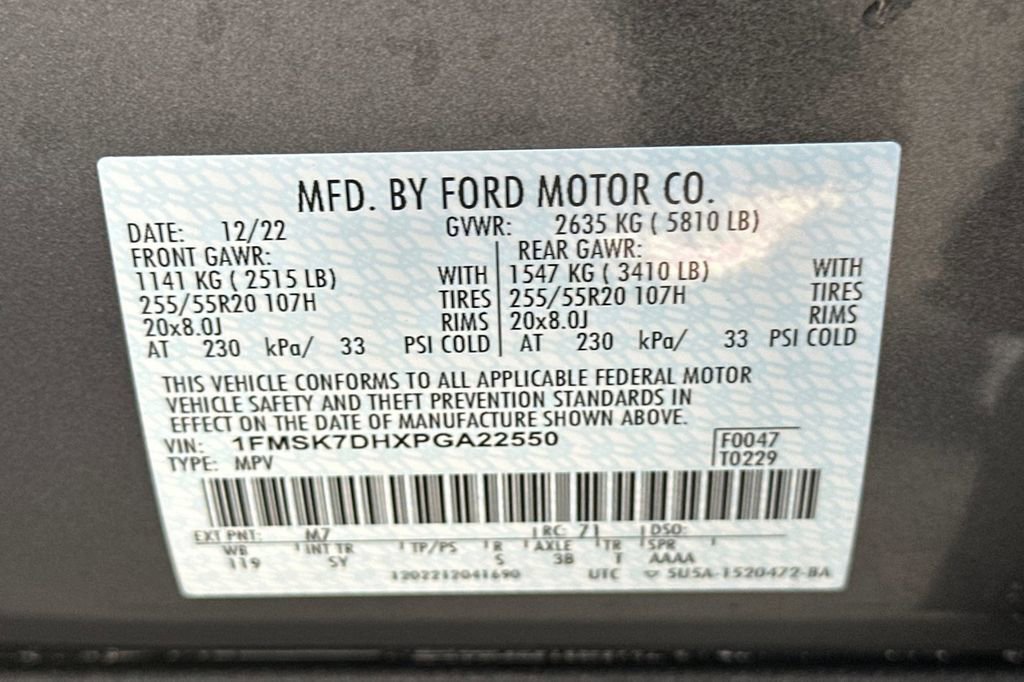 MFD. BY FORD MOTOR CO.
DATE: 12/22 GVWR: 2635 KG ( 5810 LB)
FRONT GAWR: REAR GAWR:
1141 KG ( 2515 LB) WITH 1547 KG ( 3410 LB) WITH
255/55R20 107H TIRES 255/55R20 107H TIRES
20x8.0J RIMS 20x8.0J RIMS
AT 230 kPa/ 33 PSI COLD AT 230 kPa/ 33 PSI COLD
THIS VEHICLE CONFORMS TO ALL APPLICABLE FEDERAL MOTOR
VEHICLE SAFETY AND THEFT PREVENTION STANDARDS IN
EFFECT ON THE DATE OF MANUFACTURE SHOWN ABOVE.
VIN: 1FMSK7DHXPGA22550 F0047
TYPE: MPV T0229
EXT PNT: M7 RC: 71 DSO:
WB INT TR TP/PS R AXLE TR SPR
119 5Y S 3B T AAAA
1202212041690 UTC 5U5A-1520472-BA